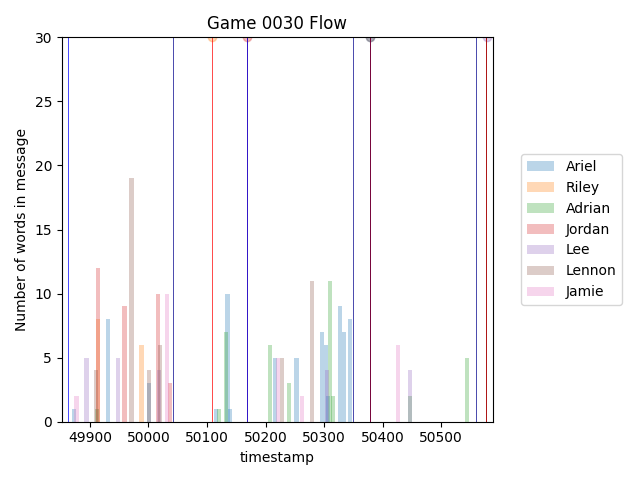 Game 0030 Flow
Number of words in message
30
25
20
15
10
5
0
49900 50000 50100 50200 50300 50400 50500
timestamp
Ariel
Riley
Adrian
Jordan
Lee
Lennon
Jamie